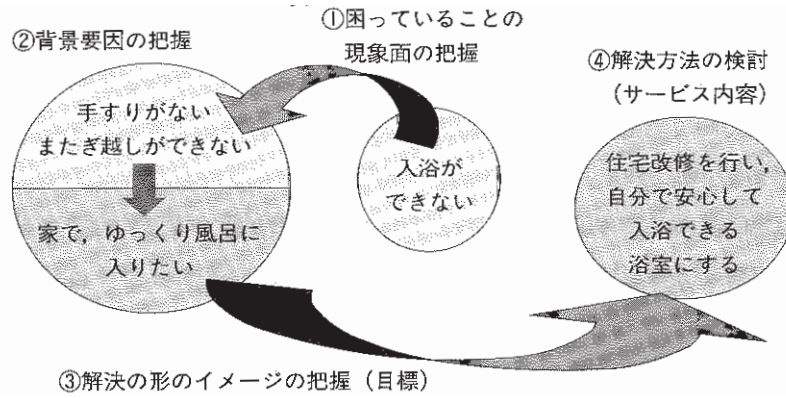 ①困っていることの
現象面の把握
②背景要因の把握
手すりがない
またぎ越しができない
家で，ゆっくり風呂に
入りたい
入浴が
できない
④解決方法の検討
（サービス内容）
住宅改修を行い，
自分で安心して
入浴できる
浴室にする
③解決の形のイメージの把握（目標）